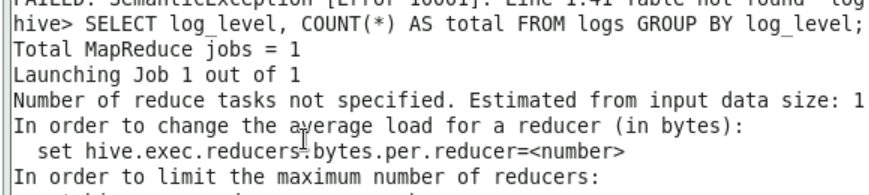 FAILED: SemanticException [Error 10001]: Line 1:41 Table not found
hive> SELECT log_level, COUNT(*) AS total FROM logs GROUP BY log_level;
Total MapReduce jobs = 1
Launching Job 1 out of 1
Number of reduce tasks not specified. Estimated from input data size: 1
In order to change the average load for a reducer (in bytes):
  set hive.exec.reducers.bytes.per.reducer=<number>
In order to limit the maximum number of reducers: